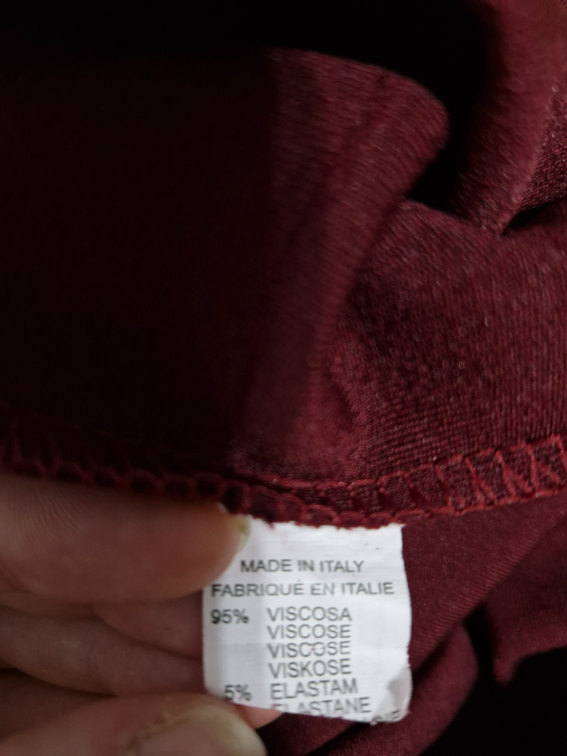 MADE IN ITALY
FABRIQUÉ EN ITALIE
95% VISCOSA
VISCOSE
VISCOSE
VISKOSE
5% ELASTAM
ELASTANE